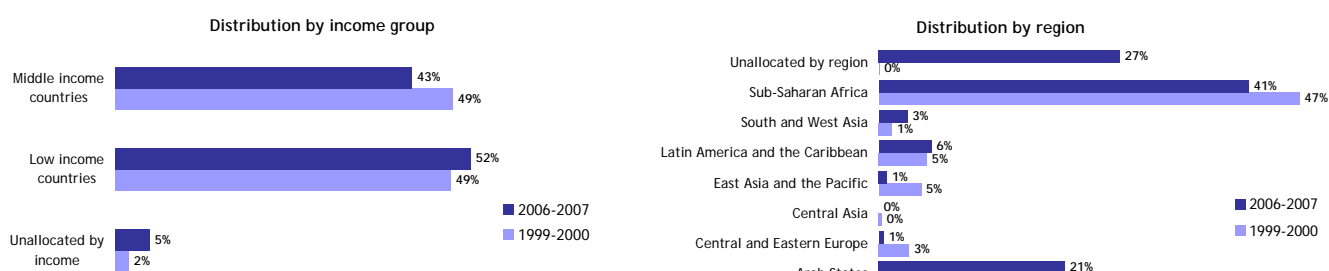 Distribution by income group
Middle income
countries
43%
49%
Low income
countries
52%
49%
Unallocated by
income
5%
2%
2006-2007
1999-2000
Distribution by region
Unallocated by region
27%
0%
Sub-Saharan Africa
41%
47%
South and West Asia
3%
1%
Latin America and the Caribbean
6%
5%
East Asia and the Pacific
1%
5%
Central Asia
0%
0%
Central and Eastern Europe
1%
3%
Arab States
21%
2006-2007
1999-2000